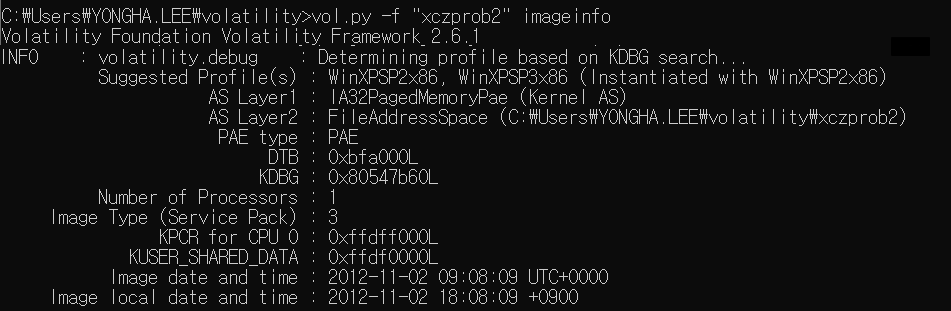 C:₩Users₩YONGHA.LEE₩volatility>vol.py -f "xczprob2" imageinfo
Volatility Foundation Volatility Framework 2.6.1
INFO    : volatility.debug    : Determining profile based on KDBG search...
Suggested Profile(s) : WinXPSP2x86, WinXPSP3x86 (Instantiated with WinXPSP2x86)
AS Layer1 : IA32PagedMemoryPae (Kernel AS)
AS Layer2 : FileAddressSpace (C:₩Users₩YONGHA.LEE₩volatility₩xczprob2)
PAE type : PAE
DTB : 0xbfa000L
KDBG : 0x80547b60L
Number of Processors : 1
Image Type (Service Pack) : 3
KPCR for CPU 0 : 0xffdff000L
KUSER_SHARED_DATA : 0xffdf0000L
Image date and time : 2012-11-02 09:08:09 UTC+0000
Image local date and time : 2012-11-02 18:08:09 +0900